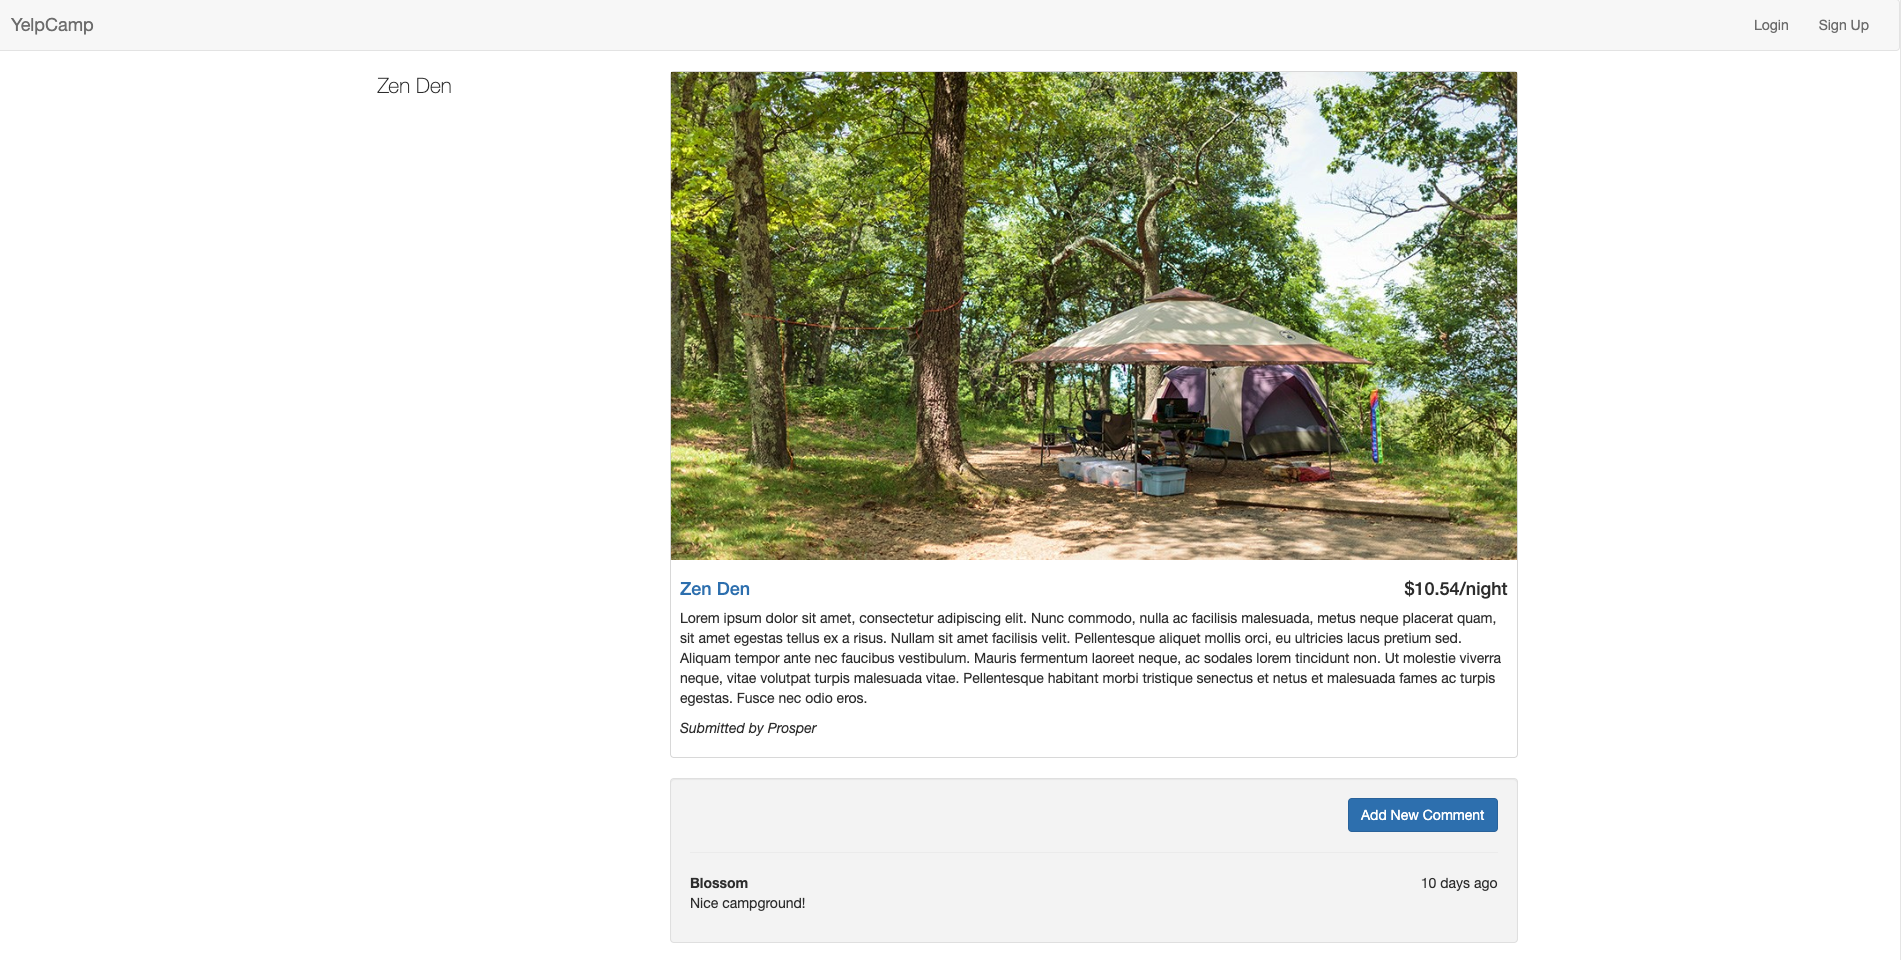 YelpCamp
Login
Sign Up
Zen Den
Zen Den
$10.54/night
Lorem ipsum dolor sit amet, consectetur adipiscing elit. Nunc commodo, nulla ac facilisis malesuada, metus neque placerat quam,
sit amet egestas tellus ex a risus. Nullam sit amet facilisis velit. Pellentesque aliquet mollis orci, eu ultricies lacus pretium sed.
Aliquam tempor ante nec faucibus vestibulum. Mauris fermentum laoreet neque, ac sodales lorem tincidunt non. Ut molestie viverra
neque, vitae volutpat turpis malesuada vitae. Pellentesque habitant morbi tristique senectus et netus et malesuada fames ac turpis
egestas. Fusce nec odio eros.
Submitted by Prosper
Add New Comment
Blossom
10 days ago
Nice campground!